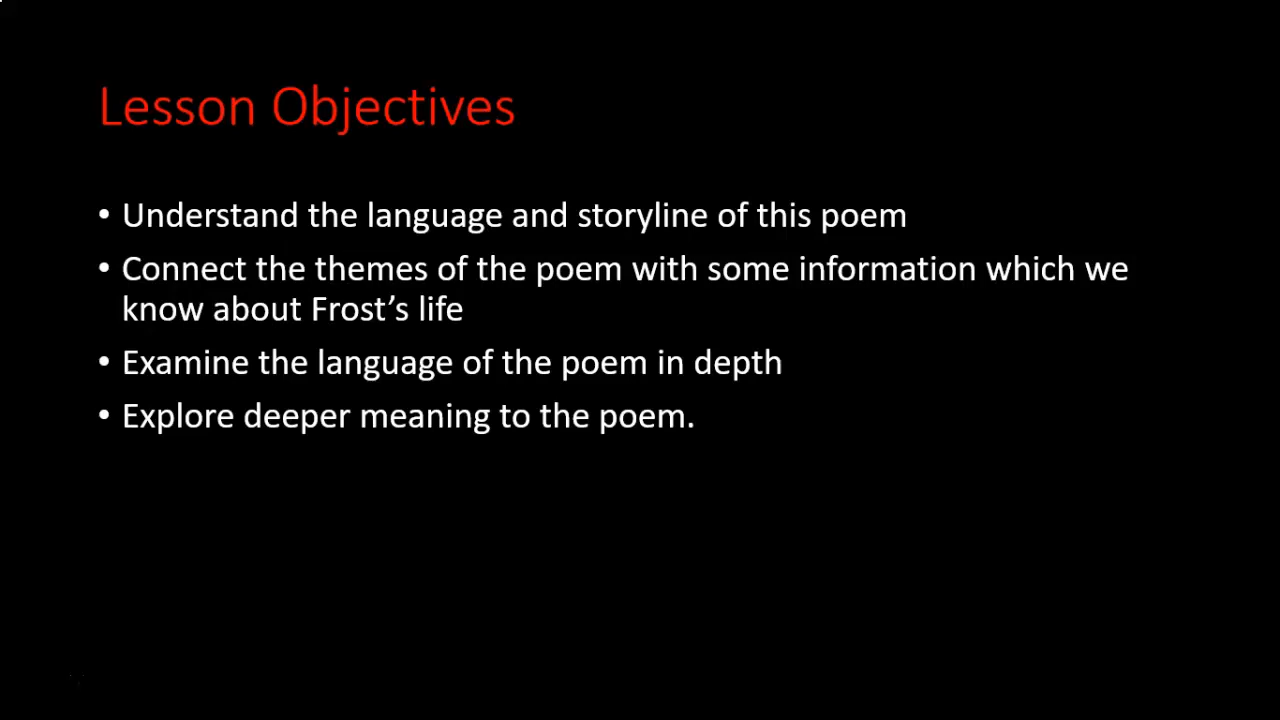 Lesson Objectives
• Understand the language and storyline of this poem
• Connect the themes of the poem with some information which we
know about Frost’s life
• Examine the language of the poem in depth
• Explore deeper meaning to the poem.